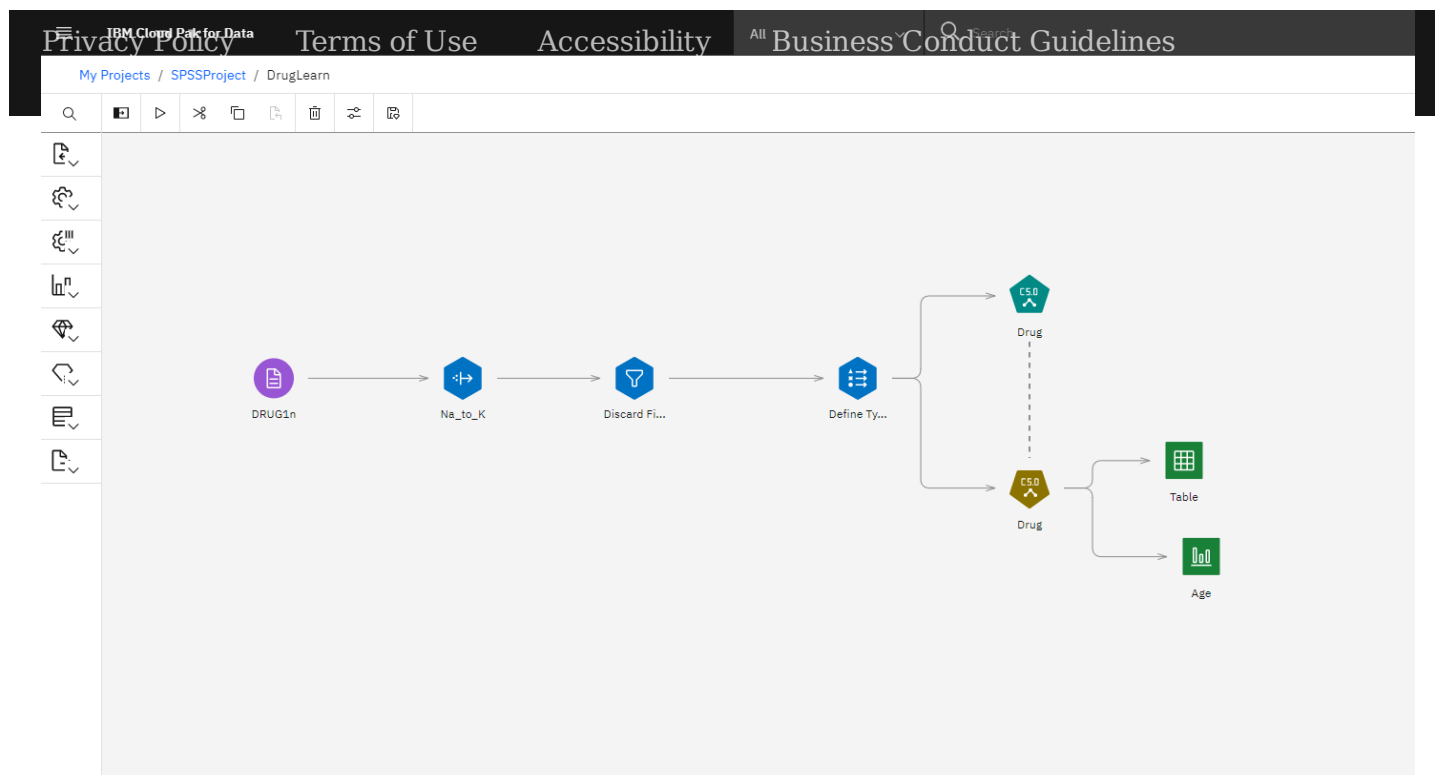 IBM Cloud Pak for Data
All
Search
Privacy Policy Terms of Use Accessibility Business Conduct Guidelines
My Projects / SPSSProject / DrugLearn
C5.0
Drug
DRUG1n
Na_to_K
Discard Fi...
Define Ty...
C5.0
Drug
Table
Age